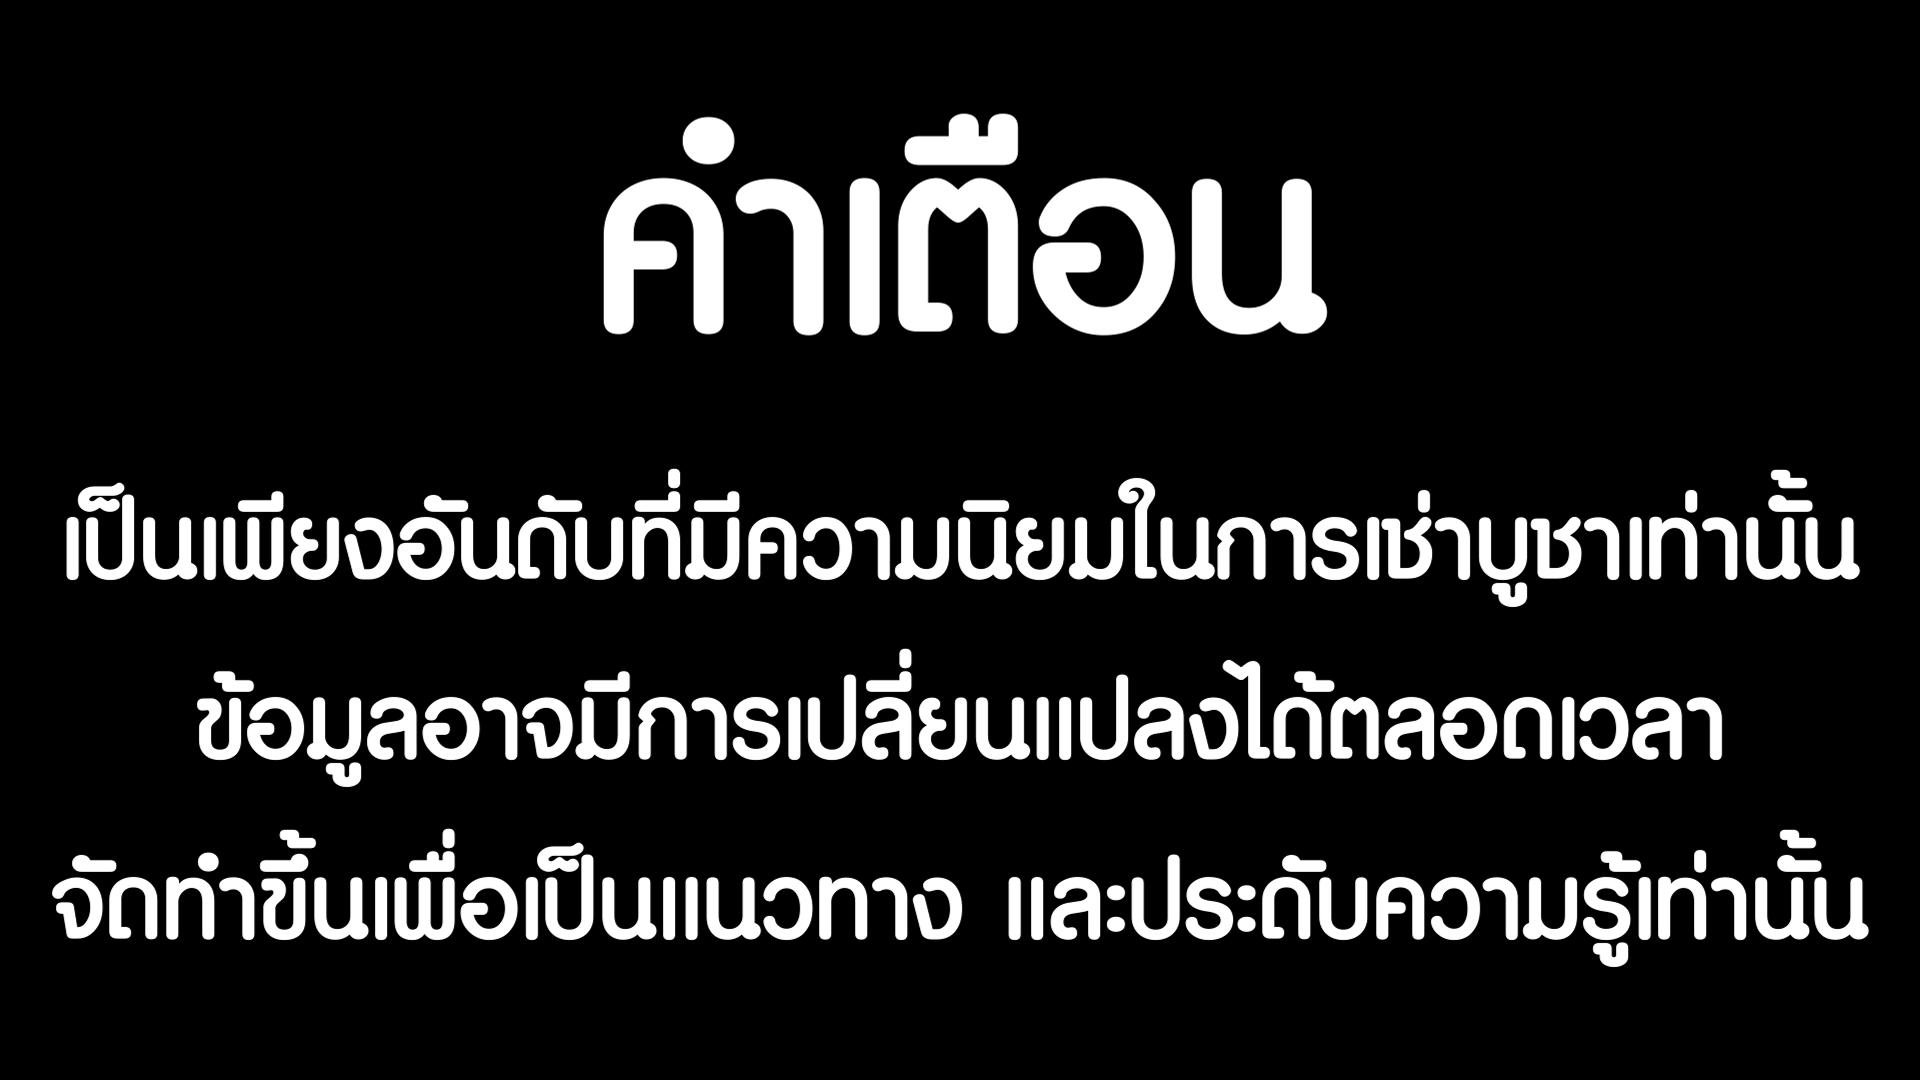 คำเตือน
เป็นเพียงอันดับที่มีความนิยมในการเช่าบูชาเท่านั้น
ข้อมูลอาจมีการเปลี่ยนแปลงได้ตลอดเวลา
จัดทำขึ้นเพื่อเป็นแนวทาง และประดับความรู้เท่านั้น